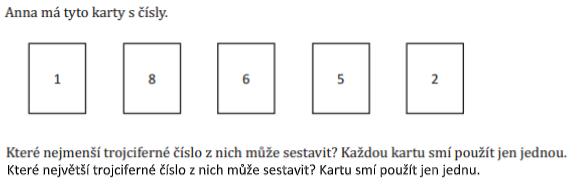 Anna má tyto karty s čísly.
1 8 6 5 2
Které nejmenší trojciferné číslo z nich může sestavit? Každou kartu smí použít jen jednou.
Které největší trojciferné číslo z nich může sestavit? Kartu smí použít jen jednu.